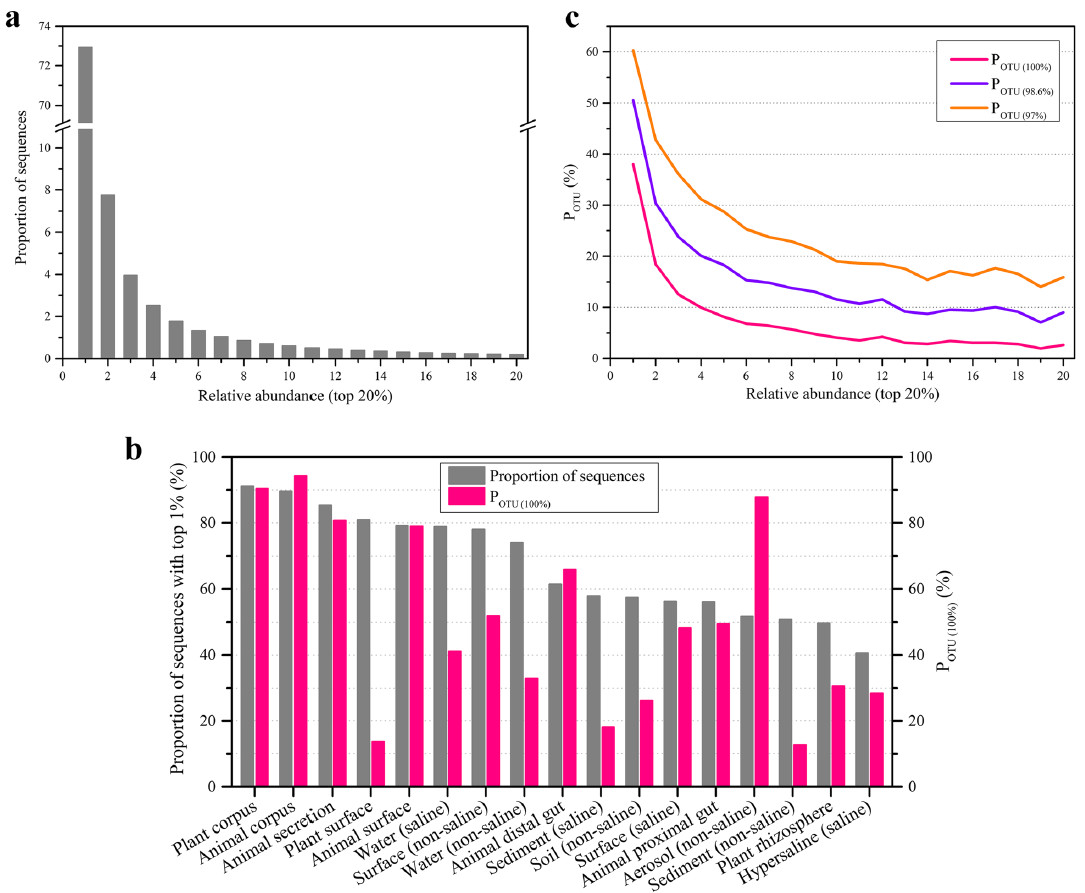 a
Proportion of sequences
74
72
70
10
8
6
4
2
0
0 2 4 6 8 10 12 14 16 18 20
Relative abundance (top 20%)
c
P OTU (%)
60
50
40
30
20
10
0
0 2 4 6 8 10 12 14 16 18 20
Relative abundance (top 20%)
P OTU (100%)
P OTU (98.6%)
P OTU (97%)
b
Proportion of sequences with top 1% (%)
100
80
60
40
20
0
Proportion of sequences
P OTU (100%)
100
80
60
40
20
0
P OTU (100%) (%)
Plant corpus
Animal corpus
Animal secretion
Plant surface
Animal surface
Water (saline)
Surface (non-saline)
Water (non-saline)
Animal distal gut
Sediment (saline)
Soil (non-saline)
Surface (saline)
Animal proximal gut
Aerosol (non-saline)
Sediment (non-saline)
Plant rhizosphere
Hypersaline (saline)